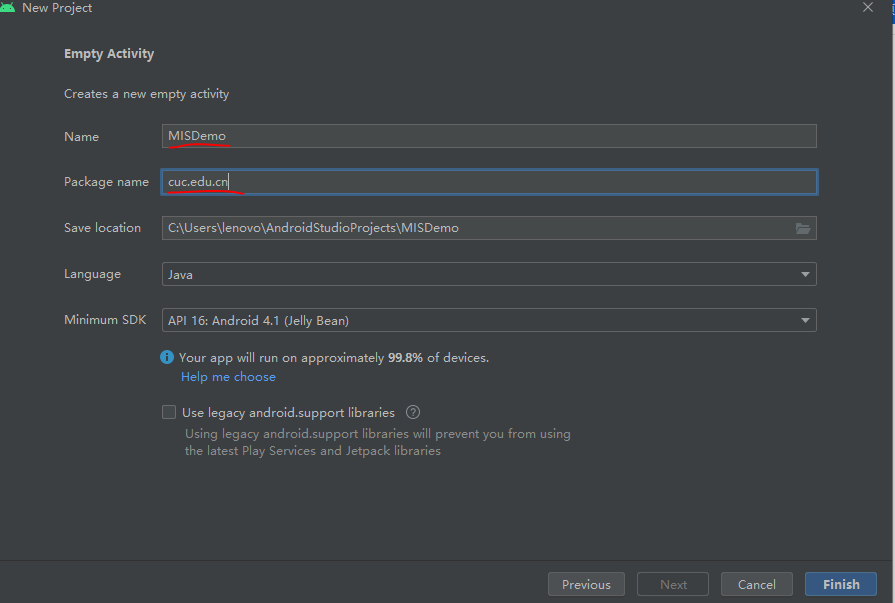 New Project
Empty Activity
Creates a new empty activity
Name MISDemo
Package name cuc.edu.cn
Save location C:\Users\lenovo\AndroidStudioProjects\MISDemo
Language Java
Minimum SDK API 16: Android 4.1 (Jelly Bean)
i Your app will run on approximately 99.8% of devices.
Help me choose
Use legacy android.support libraries ?
Using legacy android.support libraries will prevent you from using
the latest Play Services and Jetpack libraries
Previous Next Cancel Finish